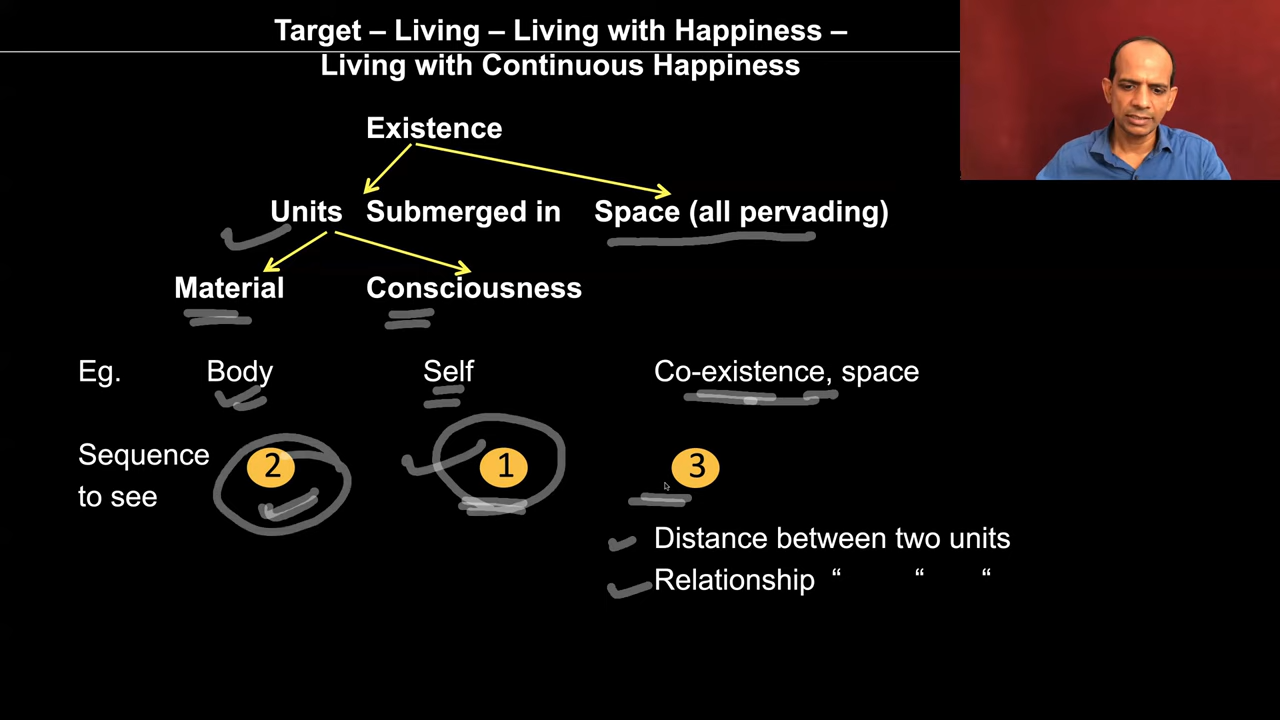 Target – Living – Living with Happiness –
Living with Continuous Happiness
Existence
Units Submerged in Space (all pervading)
Material Consciousness
Eg. Body Self Co-existence, space
Sequence
to see
2 1 3
Distance between two units
Relationship “ “ “